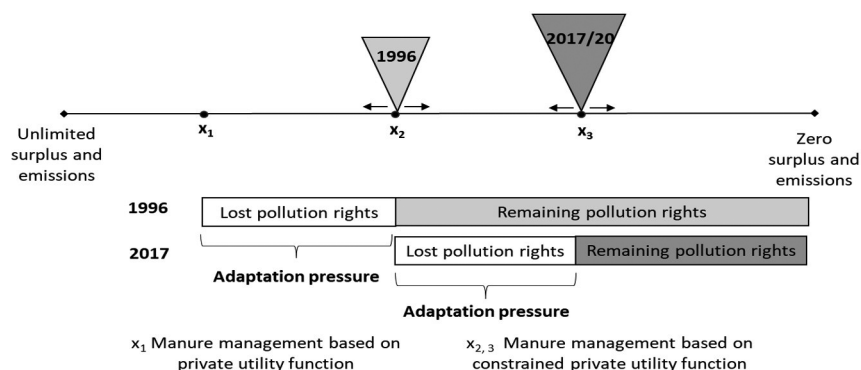 1996
2017/20
x1
x2
x3
Unlimited
surplus and
emissions
Zero
surplus and
emissions
1996
Lost pollution rights
Remaining pollution rights
2017
Lost pollution rights
Remaining pollution rights
Adaptation pressure
Adaptation pressure
x1 Manure management based on
private utility function
x2, 3 Manure management based on
constrained private utility function